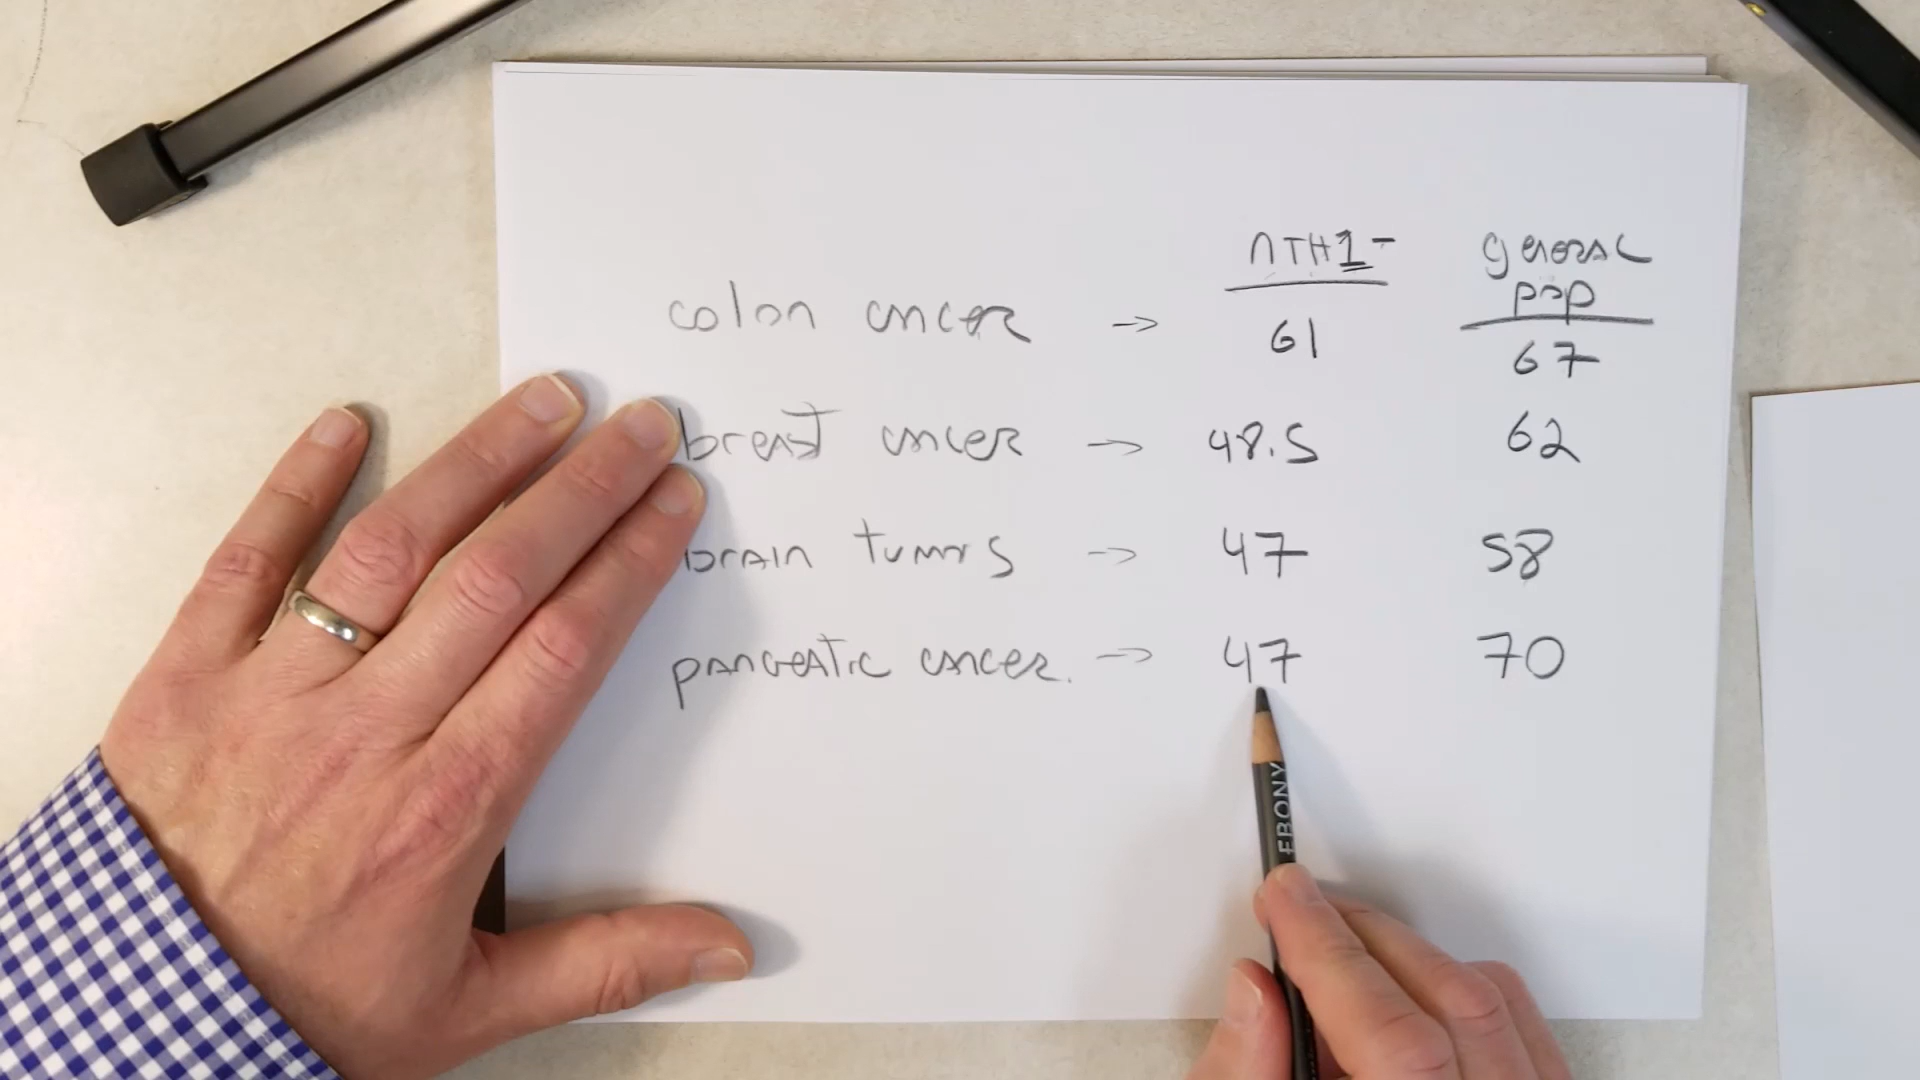 NTH1- general
pop
colon cancer → 61 67
breast cancer → 48.5 62
brain tumors → 47 58
pancreatic cancer. → 47 70
EBONY